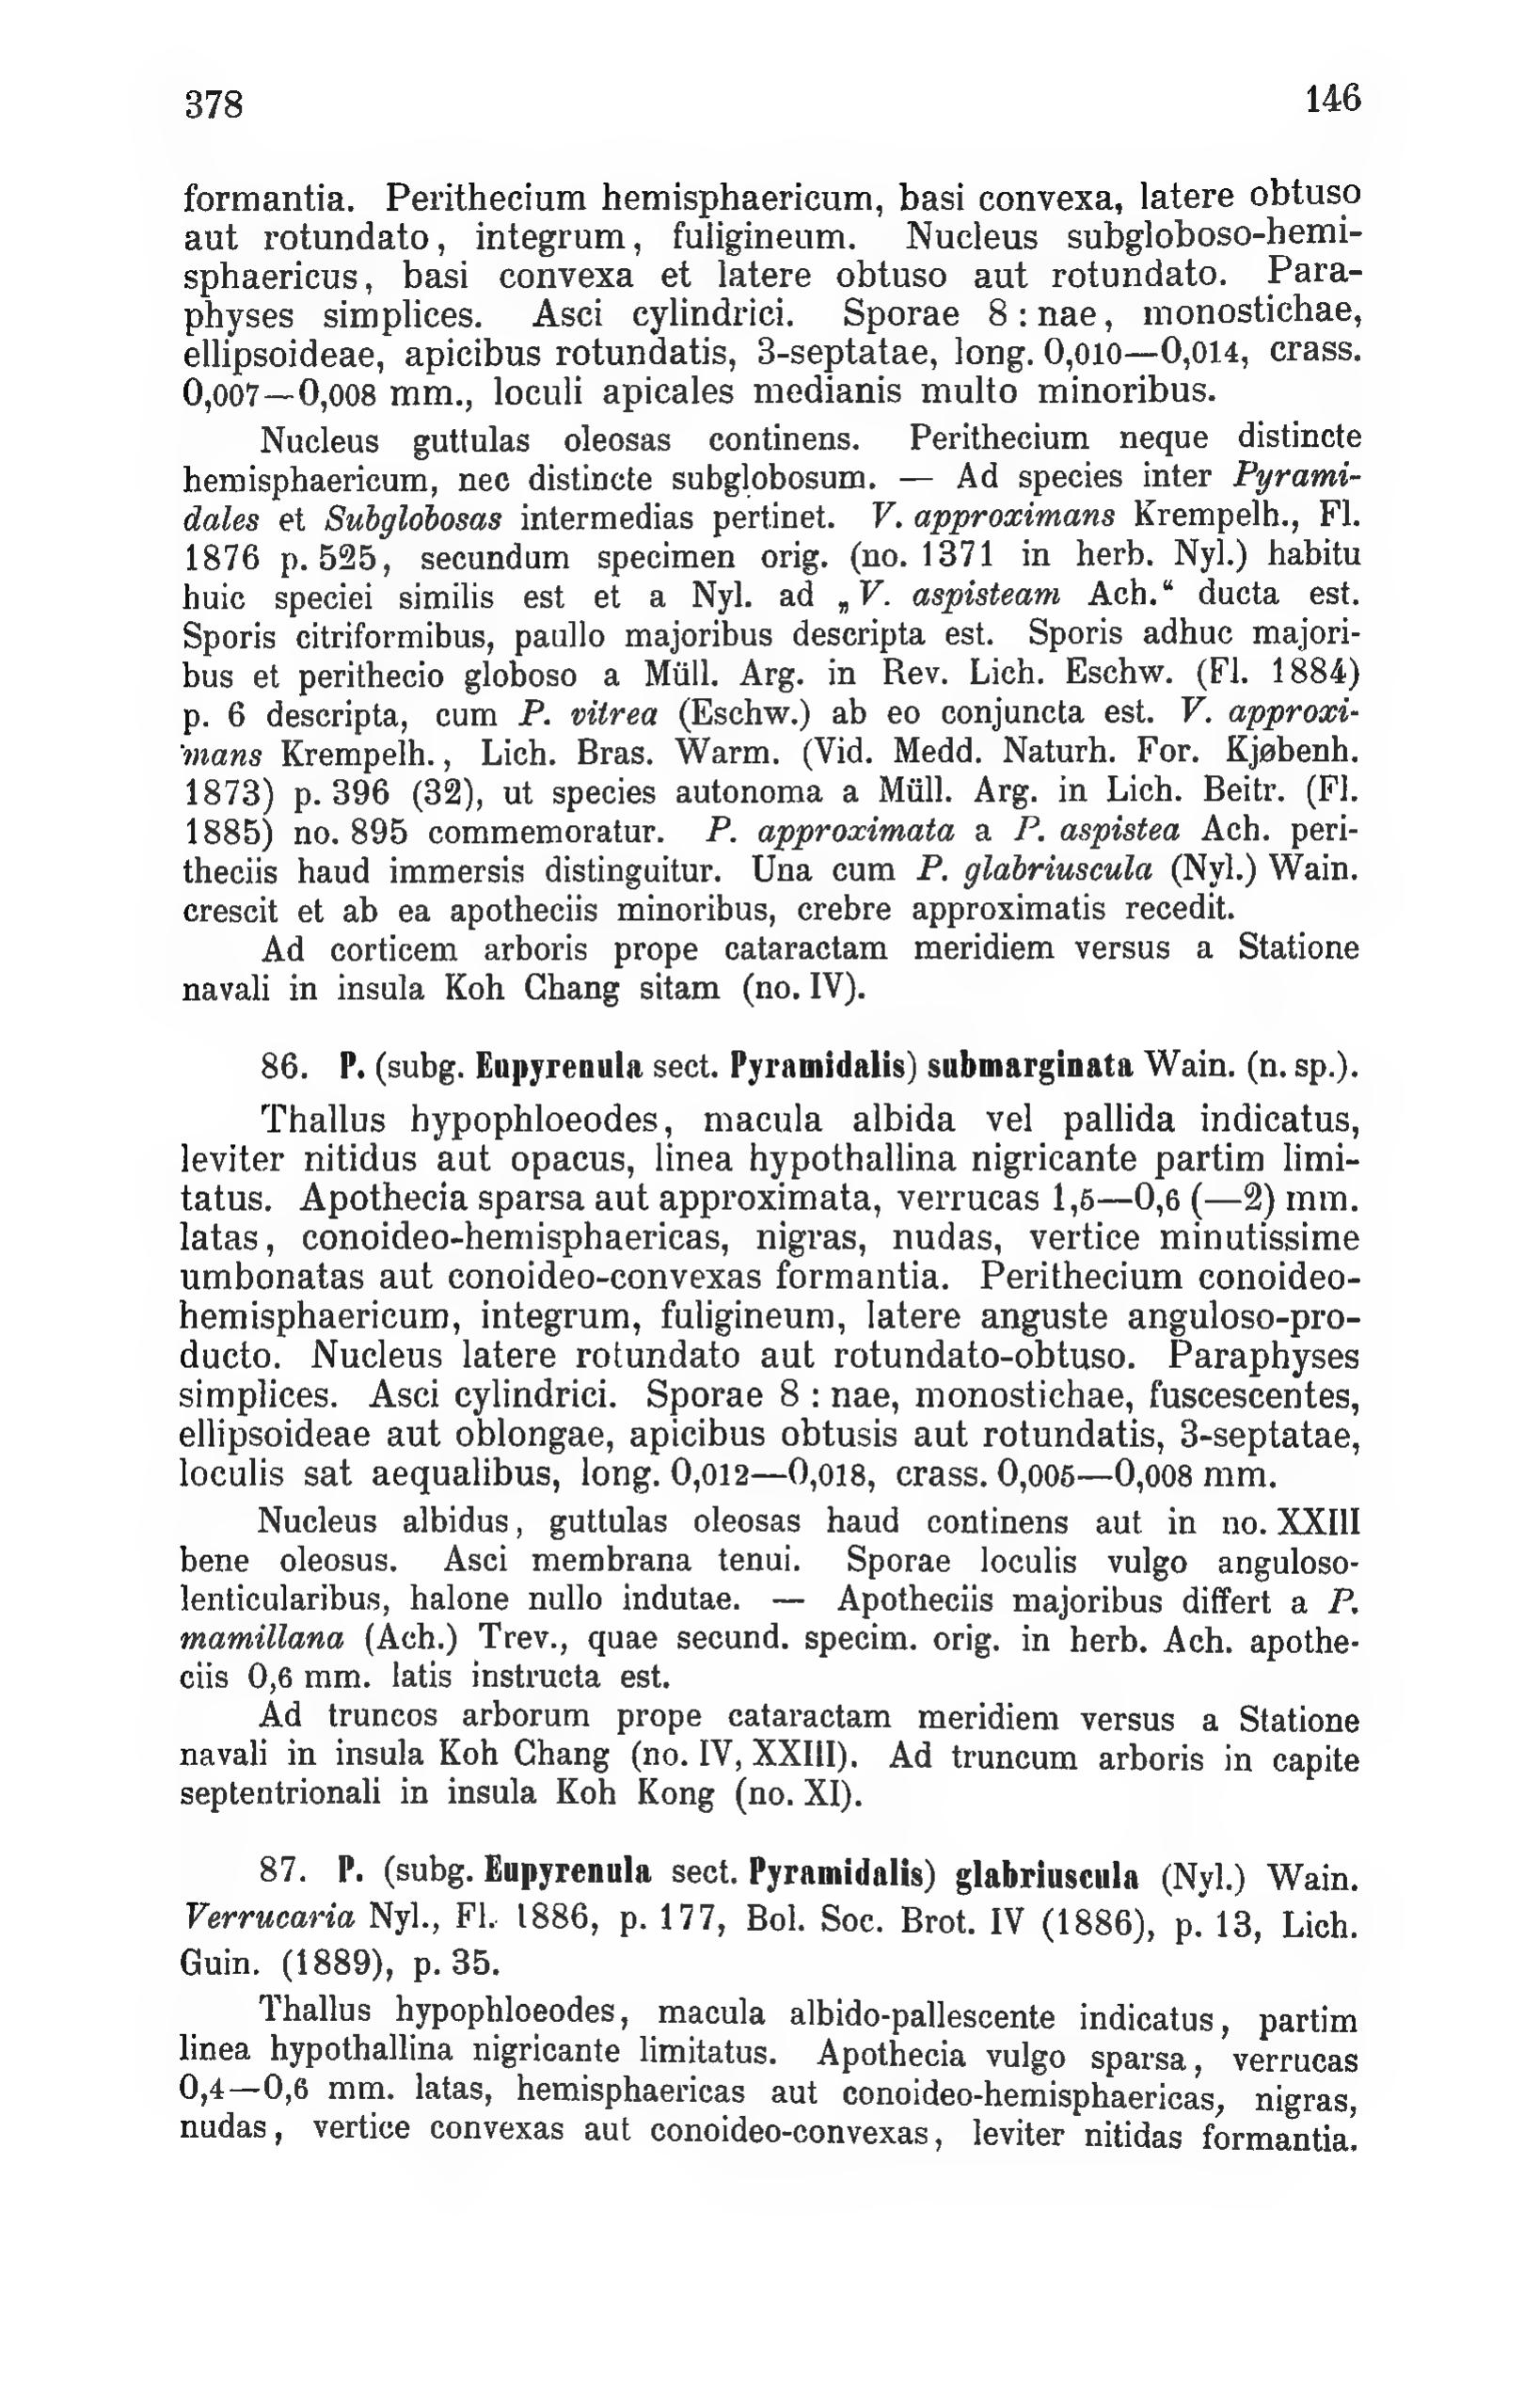 378 146
formantia. Perithecium hemisphaericum, basi convexa, latere obtuso
aut rotundato, integrum, fuligineum. Nucleus subgloboso-hemi-
sphaericus, basi convexa et latere obtuso aut rotundato. Para-
physes simplices. Asci cylindrici. Sporae 8 : nae, monostichae,
ellipsoideae, apicibus rotundatis, 3-septatae, long. 0,010—0,014, crass.
0,007—0,008 mm., loculi apicales medianis multo minoribus.
Nucleus guttulas oleosas continens. Perithecium neque distincte
hemisphaericum, nec distincte subglobosum. — Ad species inter Pyrami-
dales et Subglobosas intermedias pertinet. V. approximans Krempelh., Fl.
1876 p. 525, secundum specimen orig. (no. 1371 in herb. Nyl.) habitu
huic speciei similis est et a Nyl. ad „V. aspisteam Ach.“ ducta est.
Sporis citriformibus, paullo majoribus descripta est. Sporis adhuc majori-
bus et perithecio globoso a Müll. Arg. in Rev. Lich. Eschw. (Fl. 1884)
p. 6 descripta, cum P. vitrea (Eschw.) ab eo conjuncta est. V. approxi-
mans Krempelh., Lich. Bras. Warm. (Vid. Medd. Naturh. For. Kjøbenh.
1873) p. 396 (32), ut species autonoma a Müll. Arg. in Lich. Beitr. (Fl.
1885) no. 895 commemoratur. P. approximata a P. aspistea Ach. peri-
theciis haud immersis distinguitur. Una cum P. glabriuscula (Nyl.) Wain.
crescit et ab ea apotheciis minoribus, crebre approximatis recedit.
Ad corticem arboris prope cataractam meridiem versus a Statione
navali in insula Koh Chang sitam (no. IV).
86. P. (subg. Eupyrenula sect. Pyramidalis) submarginata Wain. (n. sp.).
Thallus hypophloeodes, macula albida vel pallida indicatus,
leviter nitidus aut opacus, linea hypothallina nigricante partim limi-
tatus. Apothecia sparsa aut approximata, verrucas 1,5—0,6 (—2) mm.
latas, conoideo-hemisphaericas, nigras, nudas, vertice minutissime
umbonatas aut conoideo-convexas formantia. Perithecium conoideo-
hemisphaericum, integrum, fuligineum, latere anguste anguloso-pro-
ducto. Nucleus latere rotundato aut rotundato-obtuso. Paraphyses
simplices. Asci cylindrici. Sporae 8 : nae, monostichae, fuscescentes,
ellipsoideae aut oblongae, apicibus obtusis aut rotundatis, 3-septatae,
loculis sat aequalibus, long. 0,012—0,018, crass. 0,005—0,008 mm.
Nucleus albidus, guttulas oleosas haud continens aut in no. XXIII
bene oleosus. Asci membrana tenui. Sporae loculis vulgo anguloso-
lenticularibus, halone nullo indutae. — Apotheciis majoribus differt a P.
mamillana (Ach.) Trev., quae secund. specim. orig. in herb. Ach. apothe-
ciis 0,6 mm. latis instructa est.
Ad truncos arborum prope cataractam meridiem versus a Statione
navali in insula Koh Chang (no. IV, XXIII). Ad truncum arboris in capite
septentrionali in insula Koh Kong (no. XI).
87. P. (subg. Eupyrenula sect. Pyramidalis) glabriuscula (Nyl.) Wain.
Verrucaria Nyl., Fl. 1886, p. 177, Bol. Soc. Brot. IV (1886), p. 13, Lich.
Guin. (1889), p. 35.
Thallus hypophloeodes, macula albido-pallescente indicatus, partim
linea hypothallina nigricante limitatus. Apothecia vulgo sparsa, verrucas
0,4—0,6 mm. latas, hemisphaericas aut conoideo-hemisphaericas, nigras,
nudas, vertice convexas aut conoideo-convexas, leviter nitidas formantia.